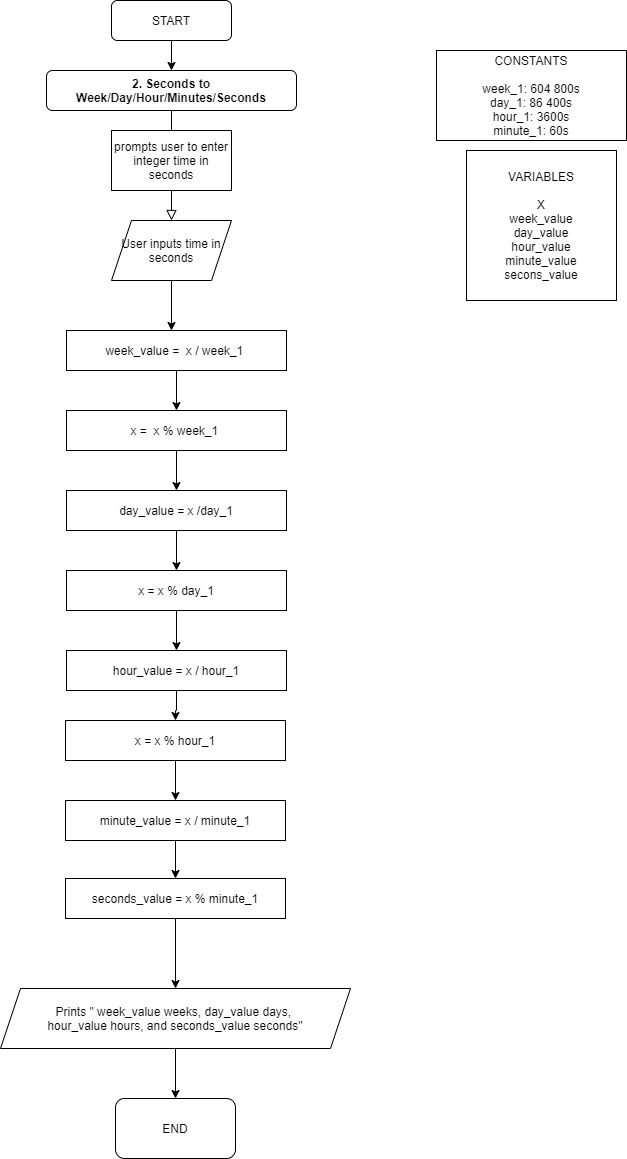 START
2. Seconds to
Week/Day/Hour/Minutes/Seconds
prompts user to enter
integer time in
seconds
User inputs time in
seconds
week_value =  x / week_1
x =  x % week_1
day_value = x /day_1
x = x % day_1
hour_value = x / hour_1
x = x % hour_1
minute_value = x / minute_1
seconds_value = x % minute_1
Prints " week_value weeks, day_value days,
hour_value hours, and seconds_value seconds"
END
CONSTANTS
week_1: 604 800s
day_1: 86 400s
hour_1: 3600s
minute_1: 60s
VARIABLES
X
week_value
day_value
hour_value
minute_value
secons_value